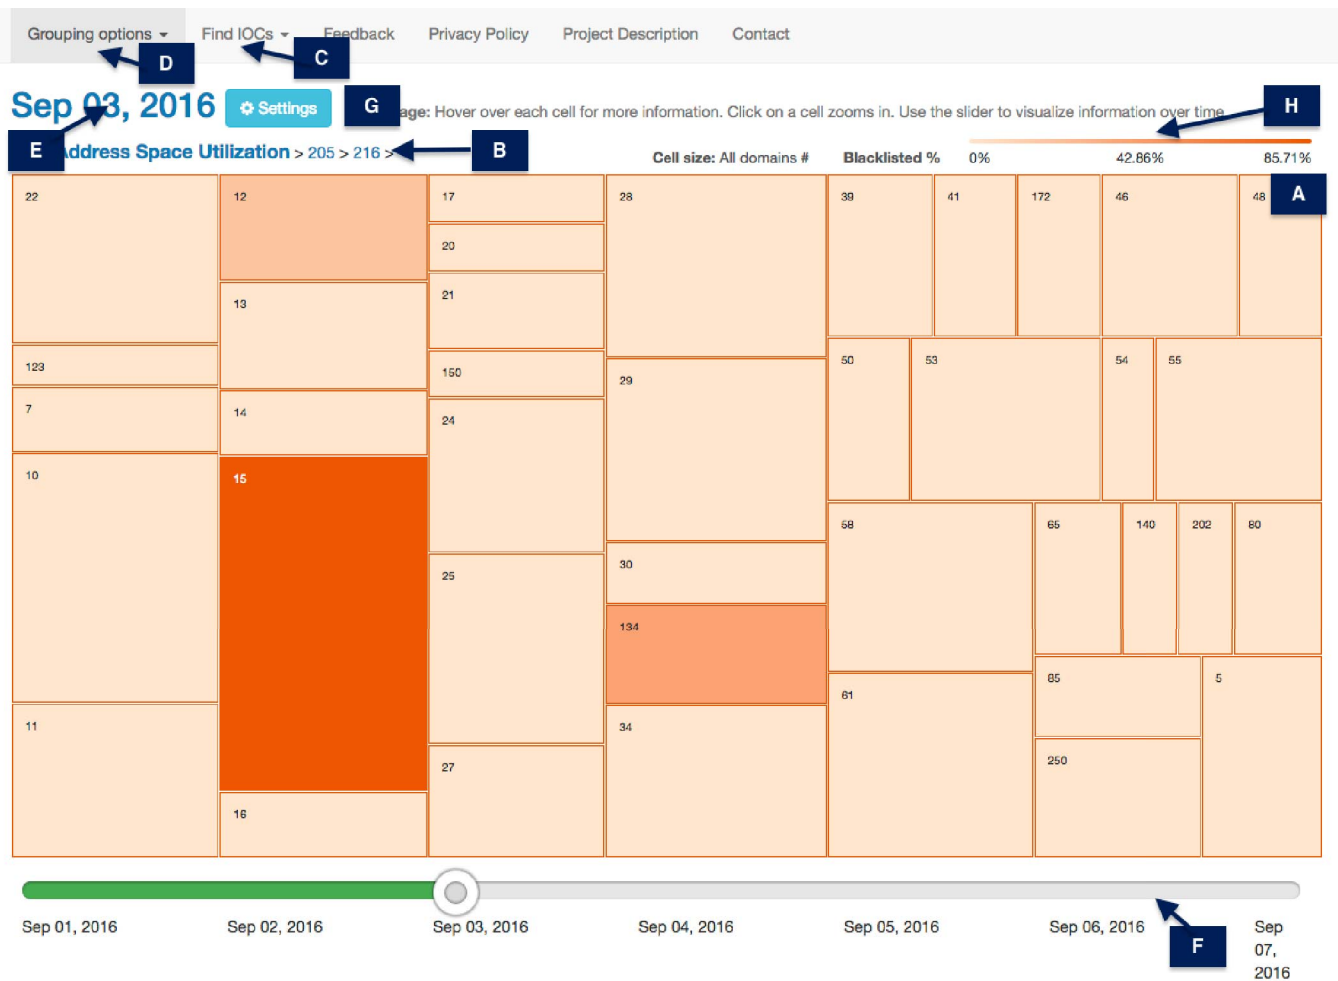 Grouping options Find IOCs Feedback Privacy Policy Project Description Contact
D C
Sep 03, 2016 Settings G age: Hover over each cell for more information. Click on a cell zooms in. Use the slider to visualize information over time H
E Address Space Utilization > 205 > 216 > B Cell size: All domains # Blacklisted % 0% 42.86% 85.71%
22 12 17 28 39 41 172 46 48 A
20
13 21
123 150 29 50 53 54 55
7 14 24
10 15
58 65 140 202 80
25 30
134
85 5
61
11 34
27 250
16
Sep 01, 2016 Sep 02, 2016 Sep 03, 2016 Sep 04, 2016 Sep 05, 2016 Sep 06, 2016 Sep
07,
2016
F